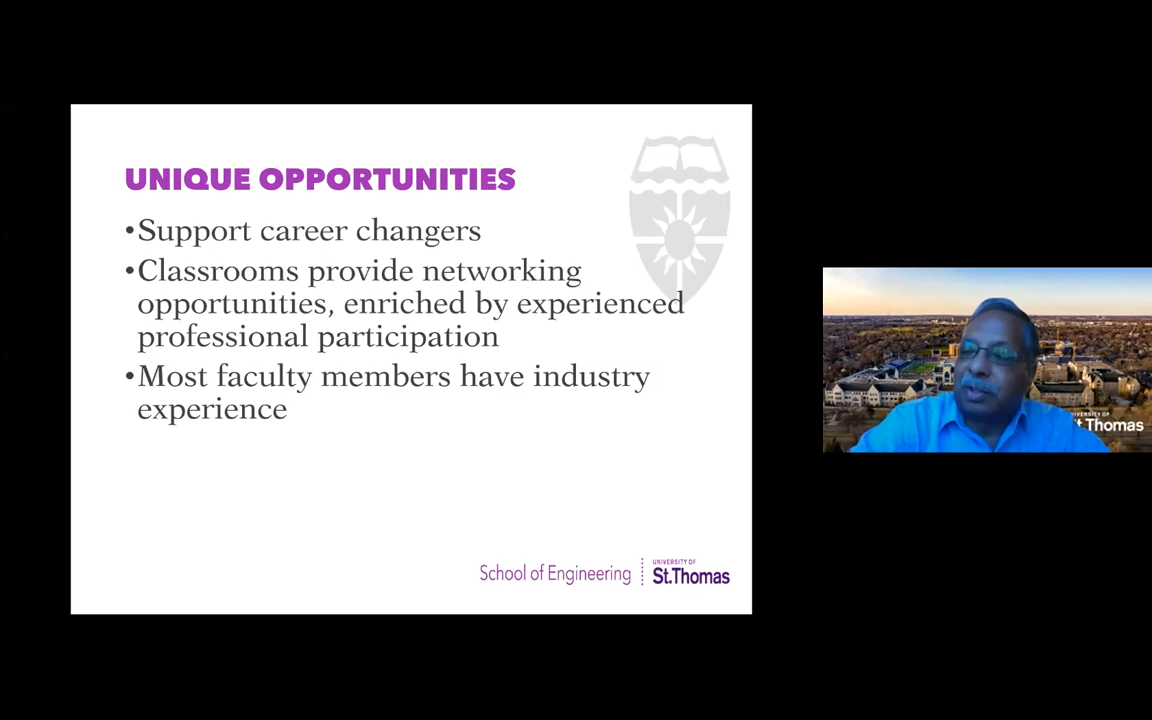 UNIQUE OPPORTUNITIES
•Support career changers
•Classrooms provide networking
opportunities, enriched by experienced
professional participation
•Most faculty members have industry
experience
School of Engineering
UNIVERSITY OF
St.Thomas
St.Thomas